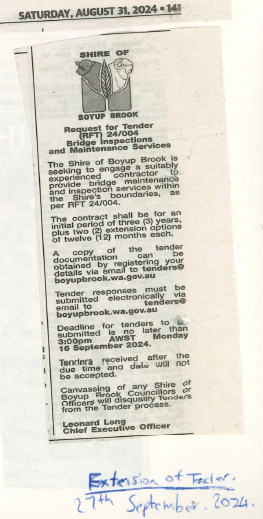 SATURDAY, AUGUST 31, 2024 • 141
SHIRE OF
BOYUP BROOK
Request for Tender
(RFT) 24/004
Bridge Inspections
and Maintenance Services
The Shire of Boyup Brook is
seeking to engage a suitably
experienced contractor to
provide bridge maintenance
and inspection services within
the Shire's boundaries, as
per RFT 24/004.
The contract shall be for an
initial period of three (3) years,
plus two (2) extension options
of twelve (12) months each.
A copy of the tender
documentation can be
obtained by registering your
details via email to tenders@
boyupbrook.wa.gov.au
Tender responses must be
submitted electronically via
email to tenders@
boyupbrook.wa.gov.au
Deadline for tenders to be
submitted is no later than
3:00pm AWST Monday
16 September 2024.
Tenders received after the
due time and date will not
be accepted.
Canvassing of any Shire of
Boyup Brook Councillors or
Officers will disqualify Tenders
from the Tender process.
Leonard Long
Chief Executive Officer
Extension of Tender.
27th September. 2024.